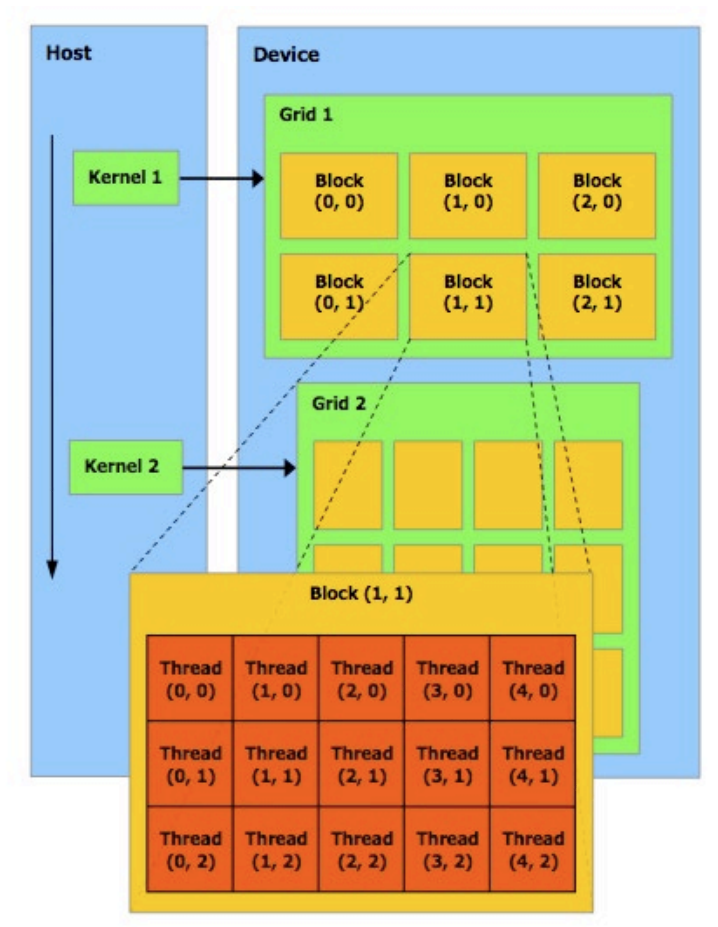 Host
Device
Grid 1
Kernel 1
Block
(0, 0)
Block
(1, 0)
Block
(2, 0)
Block
(0, 1)
Block
(1, 1)
Block
(2, 1)
Grid 2
Kernel 2
Block (1, 1)
Thread
(0, 0)
Thread
(1, 0)
Thread
(2, 0)
Thread
(3, 0)
Thread
(4, 0)
Thread
(0, 1)
Thread
(1, 1)
Thread
(2, 1)
Thread
(3, 1)
Thread
(4, 1)
Thread
(0, 2)
Thread
(1, 2)
Thread
(2, 2)
Thread
(3, 2)
Thread
(4, 2)